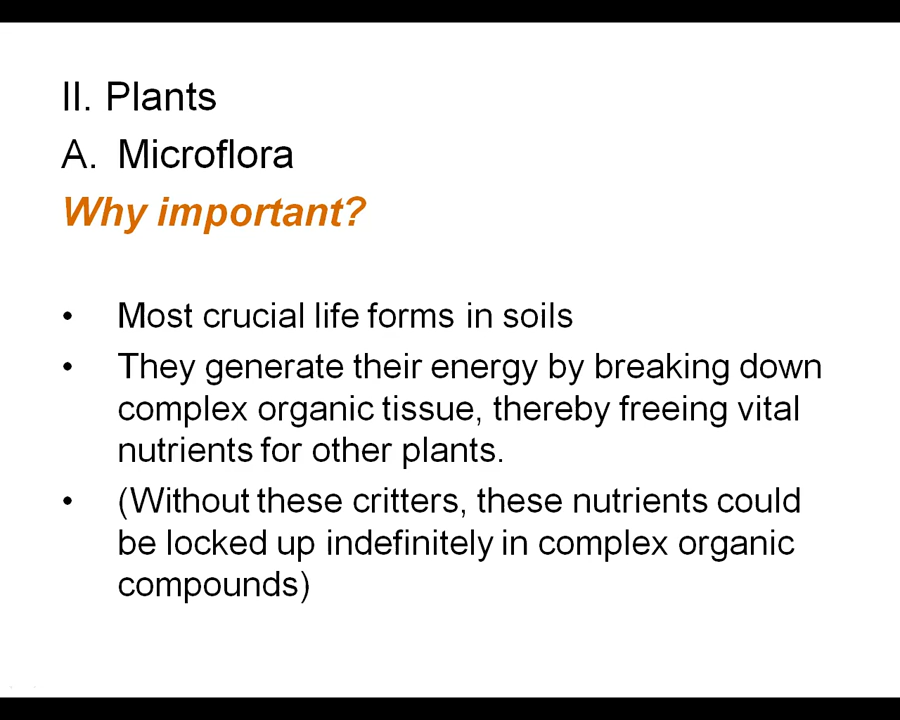 II. Plants
A. Microflora
Why important?
• Most crucial life forms in soils
• They generate their energy by breaking down
complex organic tissue, thereby freeing vital
nutrients for other plants.
• (Without these critters, these nutrients could
be locked up indefinitely in complex organic
compounds)